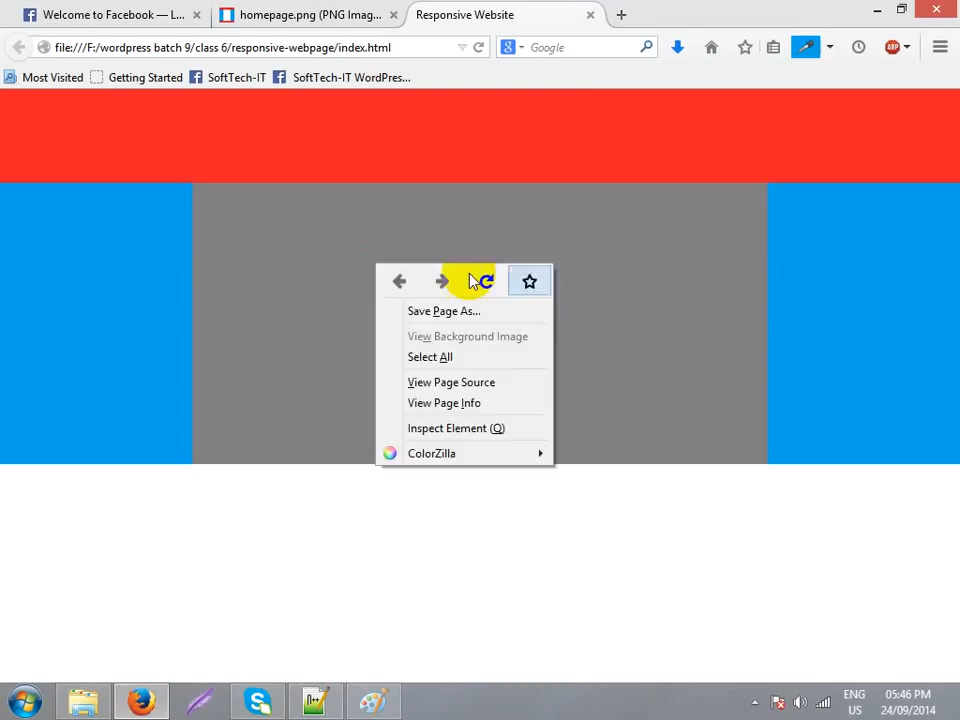 Welcome to Facebook — L...
homepage.png (PNG Imag...
Responsive Website
file:///F:/wordpress batch 9/class 6/responsive-webpage/index.html
Google
ABP
Most Visited
Getting Started
SoftTech-IT
SoftTech-IT WordPres...
Save Page As...
View Background Image
Select All
View Page Source
View Page Info
Inspect Element (Q)
ColorZilla
ENG
US
05:46 PM
24/09/2014